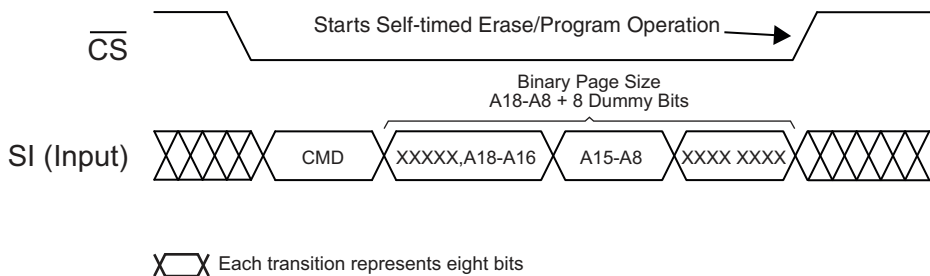 Starts Self-timed Erase/Program Operation
CS
Binary Page Size
A18-A8 + 8 Dummy Bits
SI (Input)
CMD
XXXXX,A18-A16
A15-A8
XXXX XXXX
Each transition represents eight bits